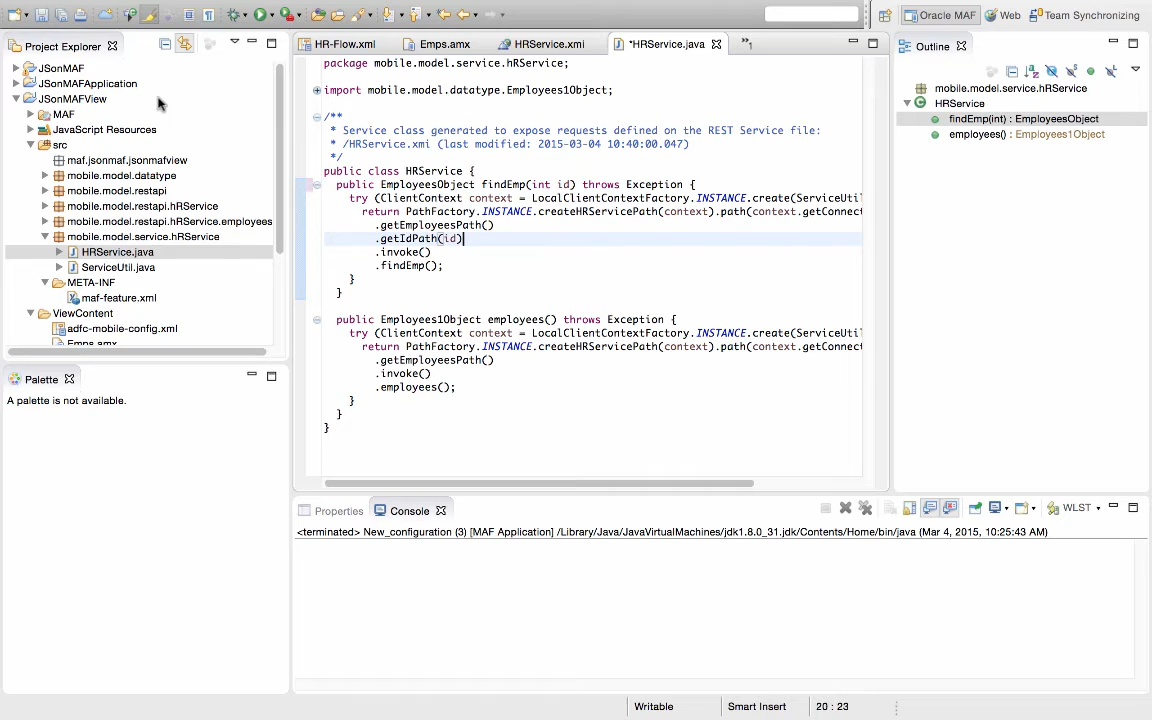 Oracle MAF
Web
Team Synchronizing
Project Explorer
JSonMAF
JSonMAFApplication
JSonMAFView
MAF
JavaScript Resources
src
maf.jsonmaf.jsonmafview
mobile.model.datatype
mobile.model.restapi
mobile.model.restapi.hRService
mobile.model.restapi.hRService.employees
mobile.model.service.hRService
HRService.java
ServiceUtil.java
META-INF
maf-feature.xml
ViewContent
adfc-mobile-config.xml
Emps.amx
Palette
A palette is not available.
HR-Flow.xml
Emps.amx
HRService.xmi
*HRService.java
»1
package mobile.model.service.hRService;
import mobile.model.datatype.Employees1Object;
/**
* Service class generated to expose requests defined on the REST Service file:
* /HRService.xmi (last modified: 2015-03-04 10:40:00.047)
*/
public class HRService {
public EmployeesObject findEmp(int id) throws Exception {
try (ClientContext context = LocalClientContextFactory.INSTANCE.create(ServiceUtil
return PathFactory.INSTANCE.createHRServicePath(context).path(context.getConnect
.getEmployeesPath()
.getIdPath(id)
.invoke()
.findEmp();
}
}
public Employees1Object employees() throws Exception {
try (ClientContext context = LocalClientContextFactory.INSTANCE.create(ServiceUtil
return PathFactory.INSTANCE.createHRServicePath(context).path(context.getConnect
.getEmployeesPath()
.invoke()
.employees();
}
}
}
Outline
mobile.model.service.hRService
HRService
findEmp(int) : EmployeesObject
employees() : Employees1Object
Properties
Console
WLST
<terminated> New_configuration (3) [MAF Application] /Library/Java/JavaVirtualMachines/jdk1.8.0_31.jdk/Contents/Home/bin/java (Mar 4, 2015, 10:25:43 AM)
Writable
Smart Insert
20 : 23